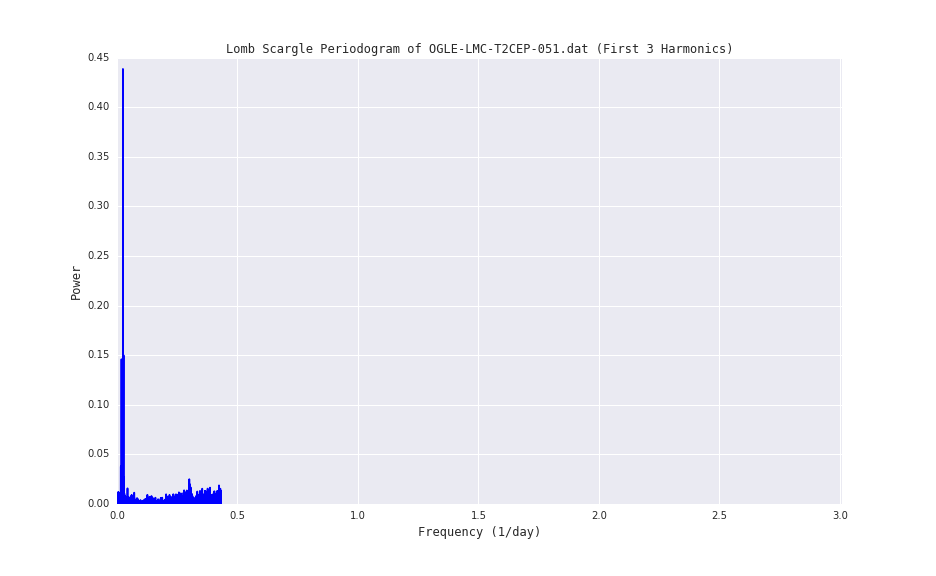 Lomb Scargle Periodogram of OGLE-LMC-T2CEP-051.dat (First 3 Harmonics)
0.45
0.40
0.35
0.30
0.25
0.20
0.15
0.10
0.05
0.00
Power
0.0 0.5 1.0 1.5 2.0 2.5 3.0
Frequency (1/day)